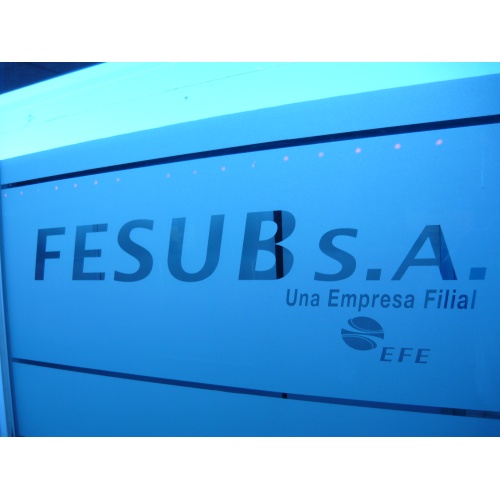 FESUB S.A.
Una Empresa Filial
EFE